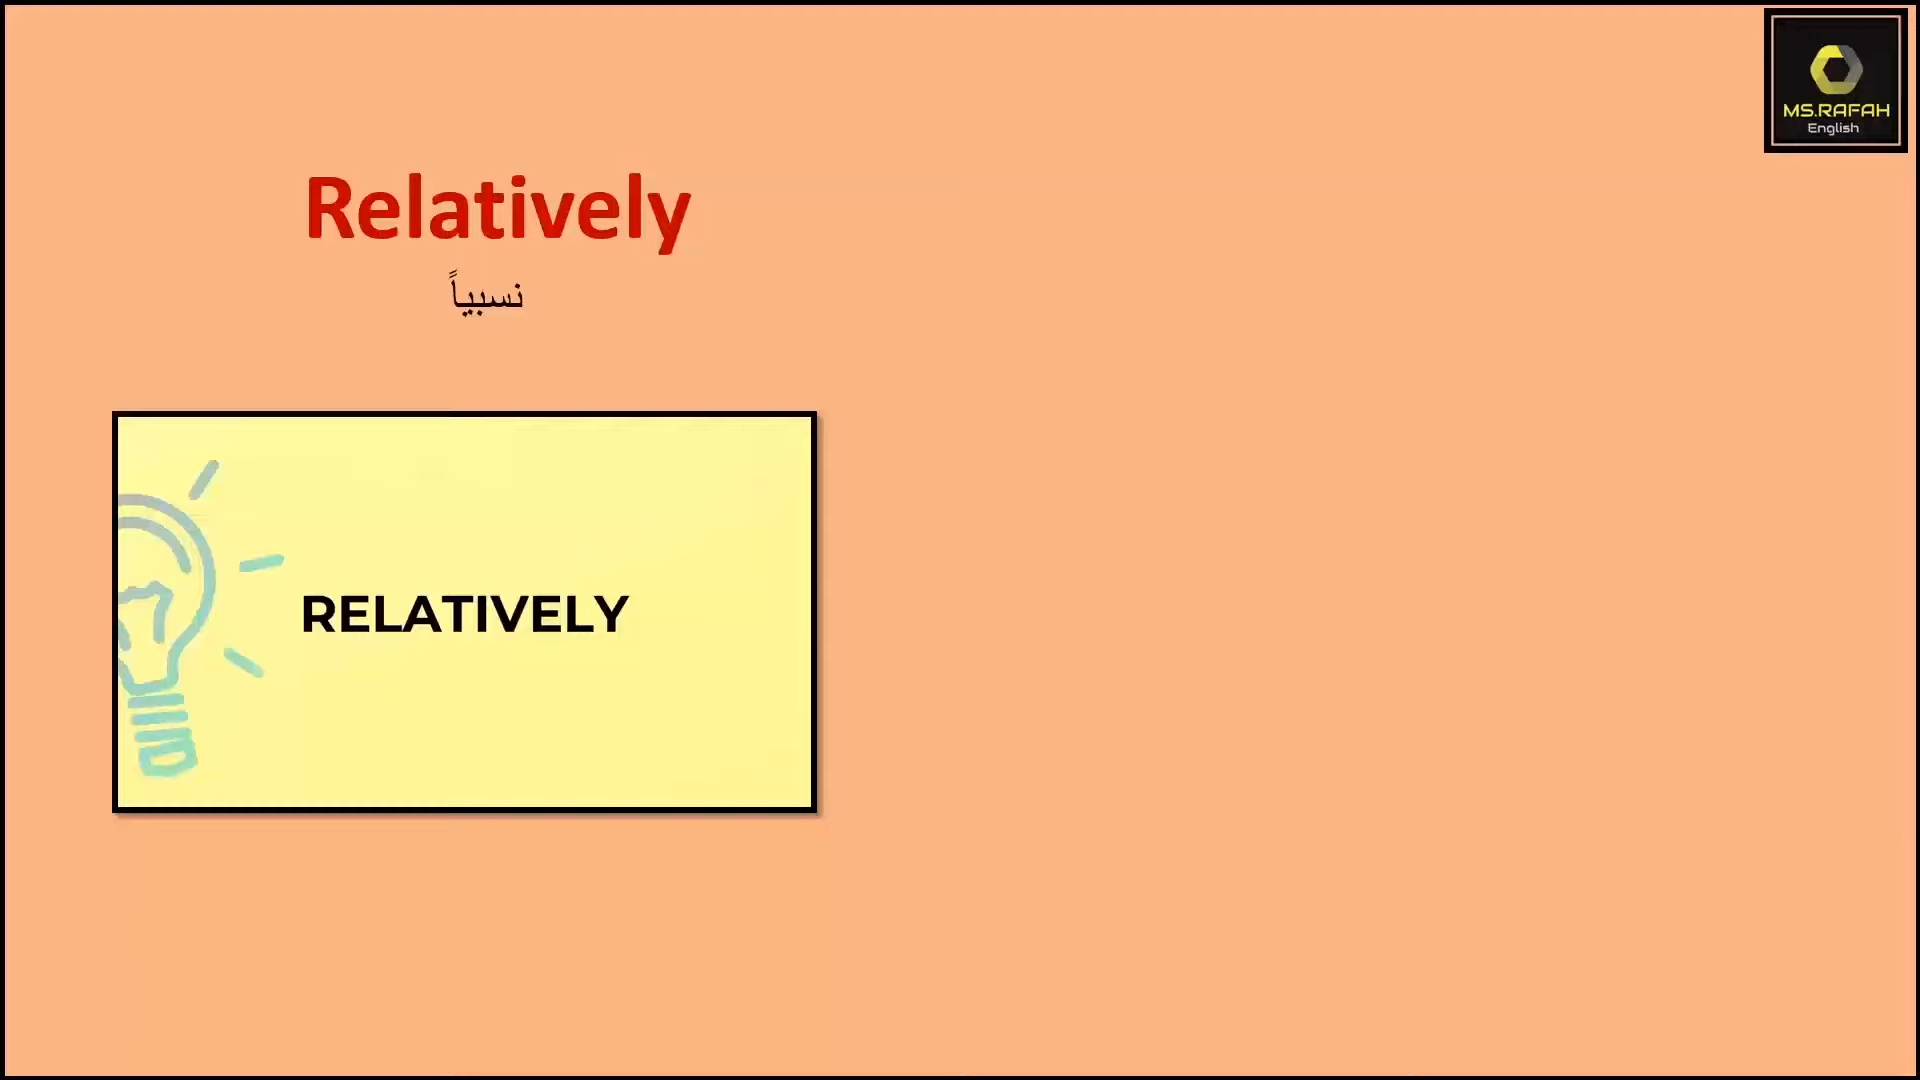 MS.RAFAH
English
Relatively
نسبياً
RELATIVELY